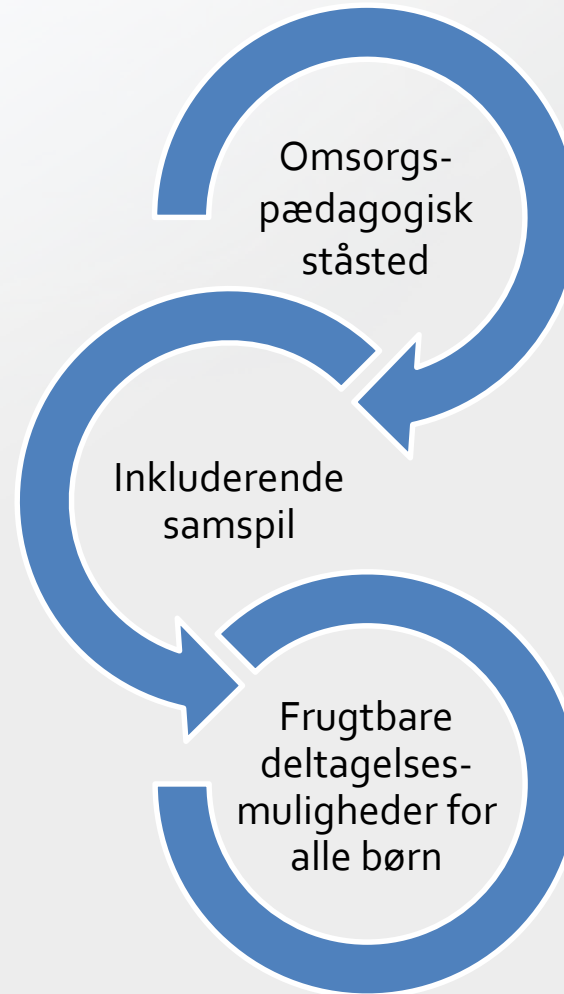 Omsorgs-
pædagogisk
ståsted
Inkluderende
samspil
Frugtbare
deltagelses-
muligheder for
alle børn